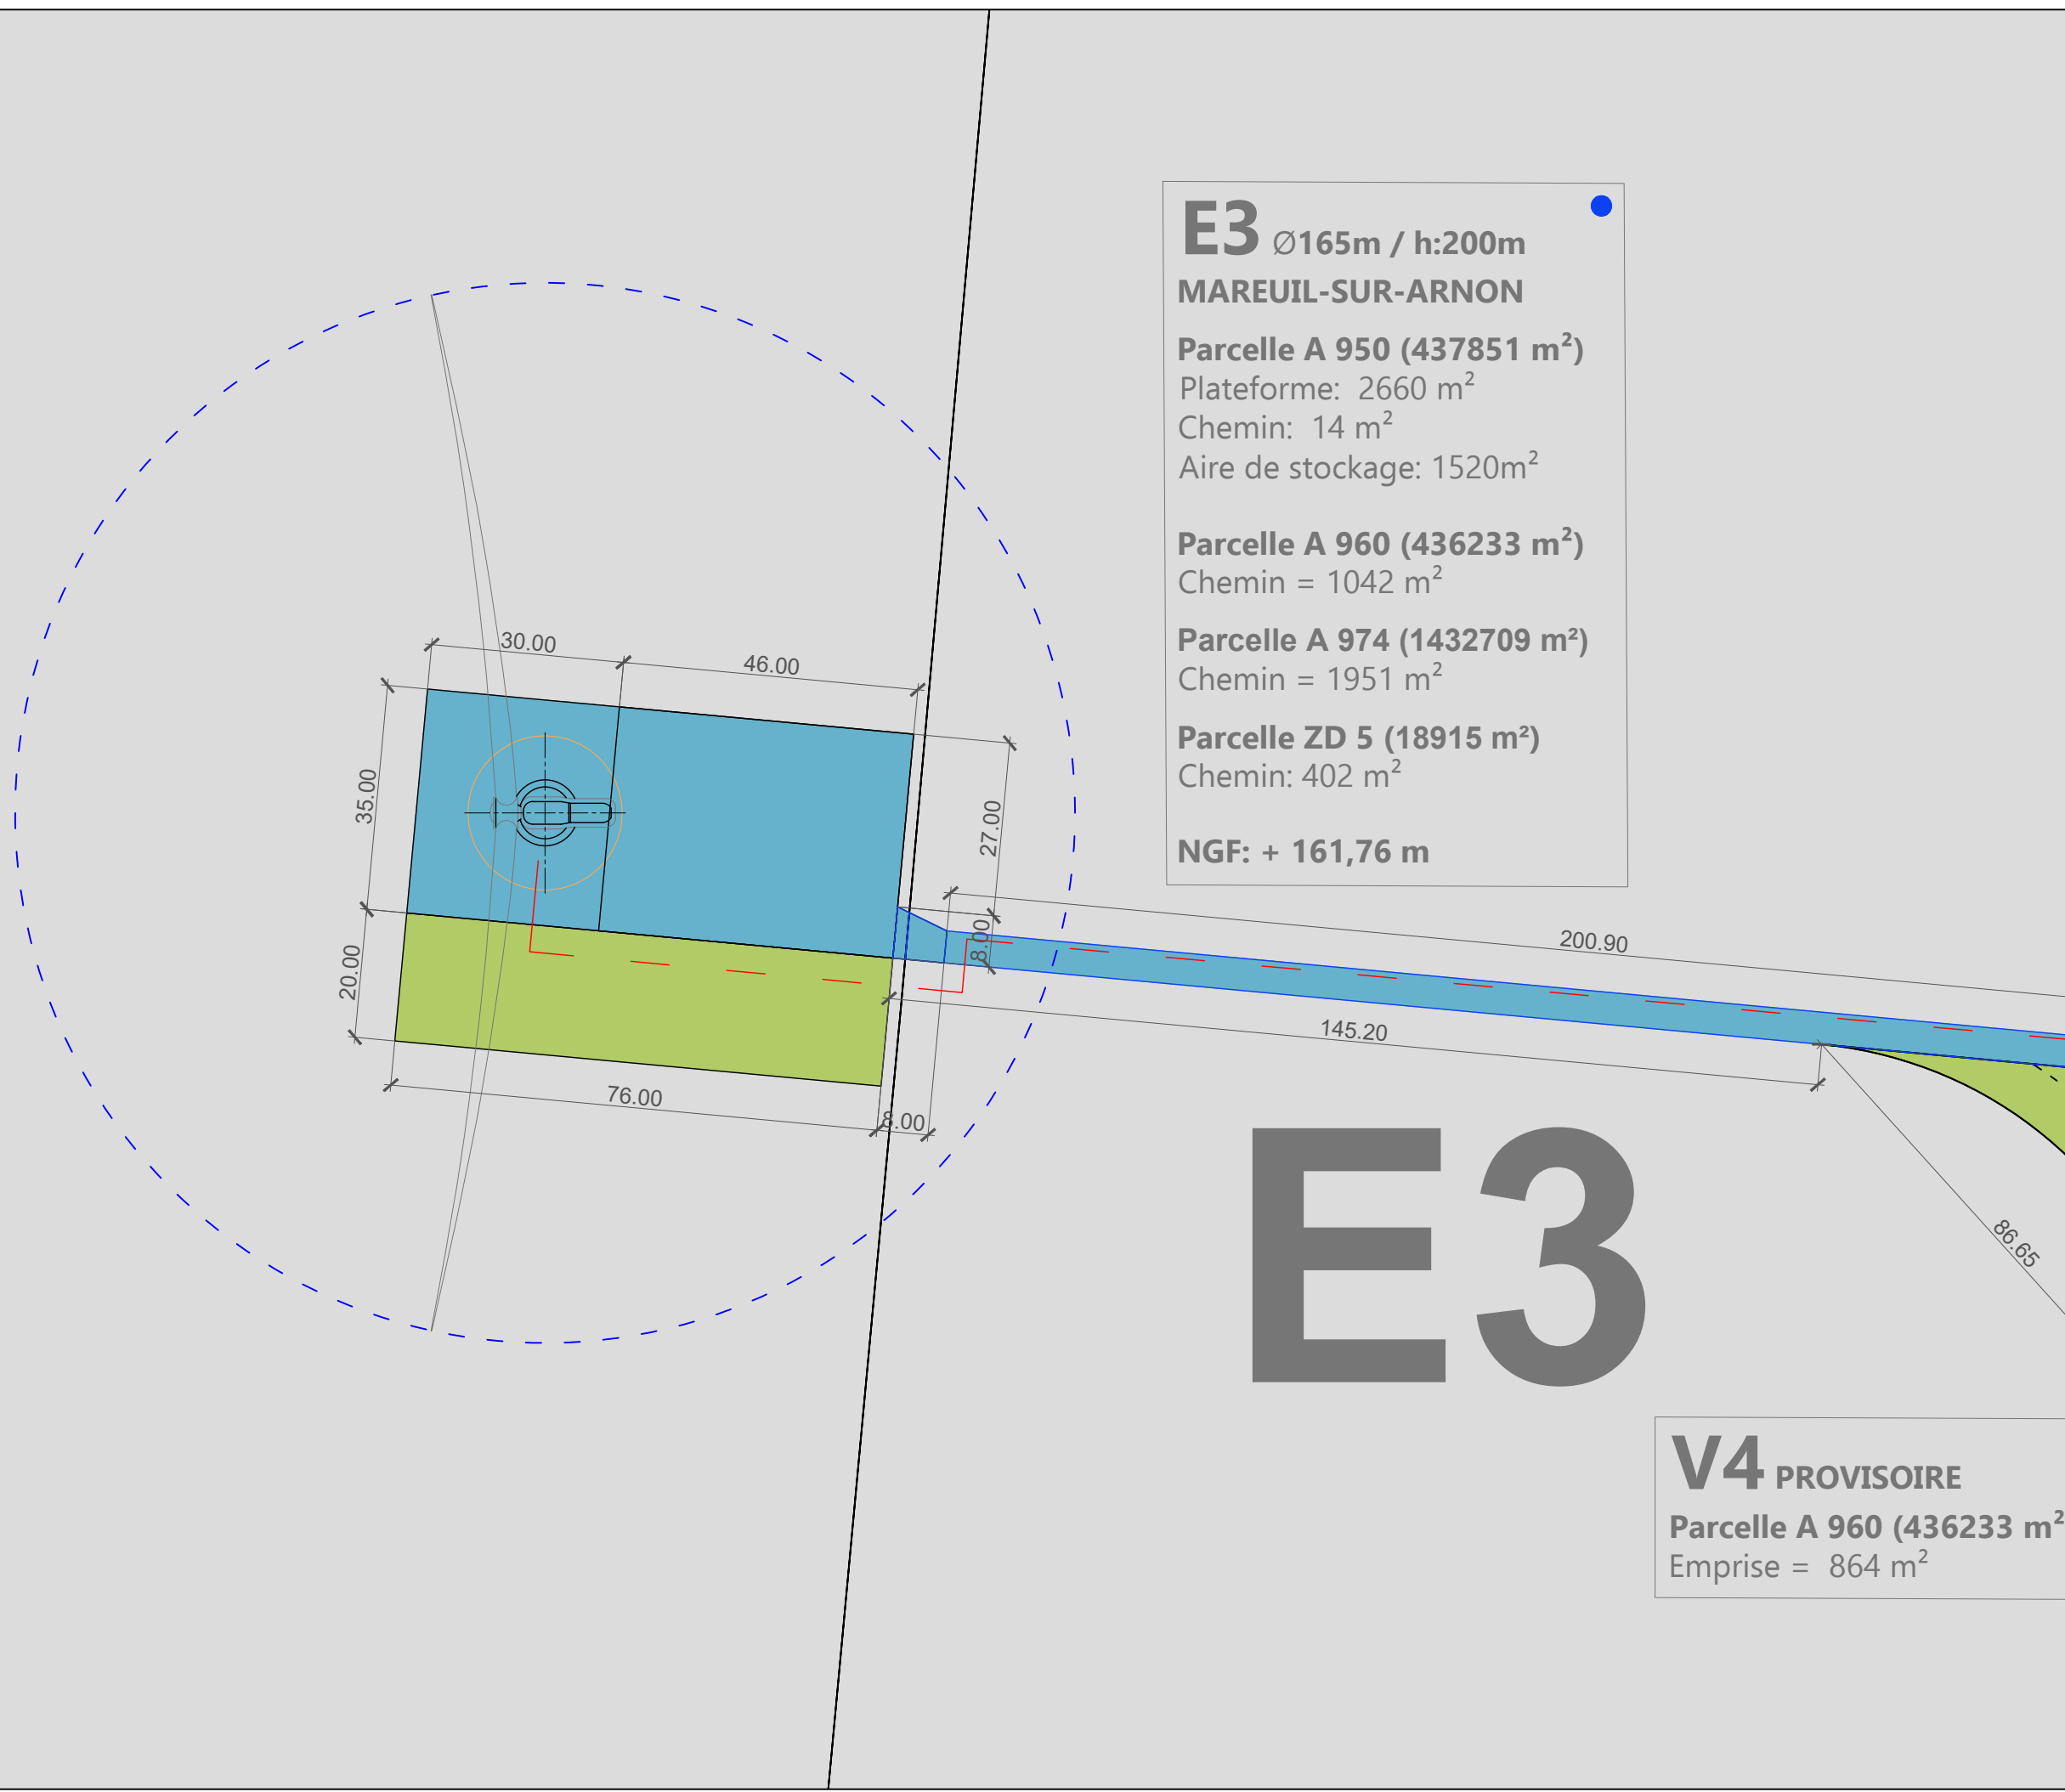 E3 Ø165m / h:200m
MAREUIL-SUR-ARNON
Parcelle A 950 (437851 m²)
Plateforme: 2660 m²
Chemin: 14 m²
Aire de stockage: 1520m²
Parcelle A 960 (436233 m²)
Chemin = 1042 m²
Parcelle A 974 (1432709 m²)
Chemin = 1951 m²
Parcelle ZD 5 (18915 m²)
Chemin: 402 m²
NGF: + 161,76 m
30.00
46.00
35.00
27.00
20.00
8.00
200.90
145.20
76.00
8.00
86.65
E3
V4 PROVISOIRE
Parcelle A 960 (436233 m²
Emprise = 864 m²